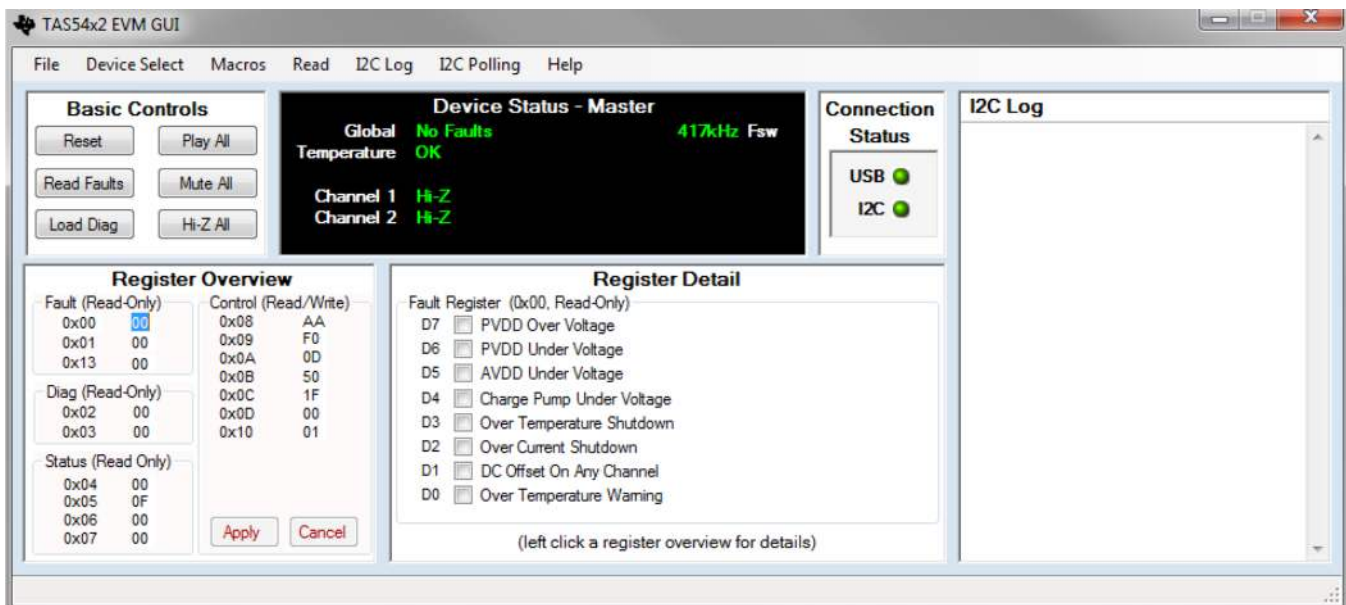 TAS54x2 EVM GUI
File Device Select Macros Read I2C Log I2C Polling Help
Basic Controls
Reset Play All
Read Faults Mute All
Load Diag Hi-Z All
Device Status - Master
Global No Faults 417kHz Fsw
Temperature OK
Channel 1 Hi-Z
Channel 2 Hi-Z
Connection
Status
USB
I2C
I2C Log
Register Overview
Fault (Read-Only)
0x00 00
0x01 00
0x13 00
Diag (Read-Only)
0x02 00
0x03 00
Status (Read Only)
0x04 00
0x05 0F
0x06 00
0x07 00
Control (Read/Write)
0x08 AA
0x09 F0
0x0A 0D
0x0B 50
0x0C 1F
0x0D 00
0x10 01
Apply Cancel
Register Detail
Fault Register (0x00, Read-Only)
D7 PVDD Over Voltage
D6 PVDD Under Voltage
D5 AVDD Under Voltage
D4 Charge Pump Under Voltage
D3 Over Temperature Shutdown
D2 Over Current Shutdown
D1 DC Offset On Any Channel
D0 Over Temperature Warning
(left click a register overview for details)